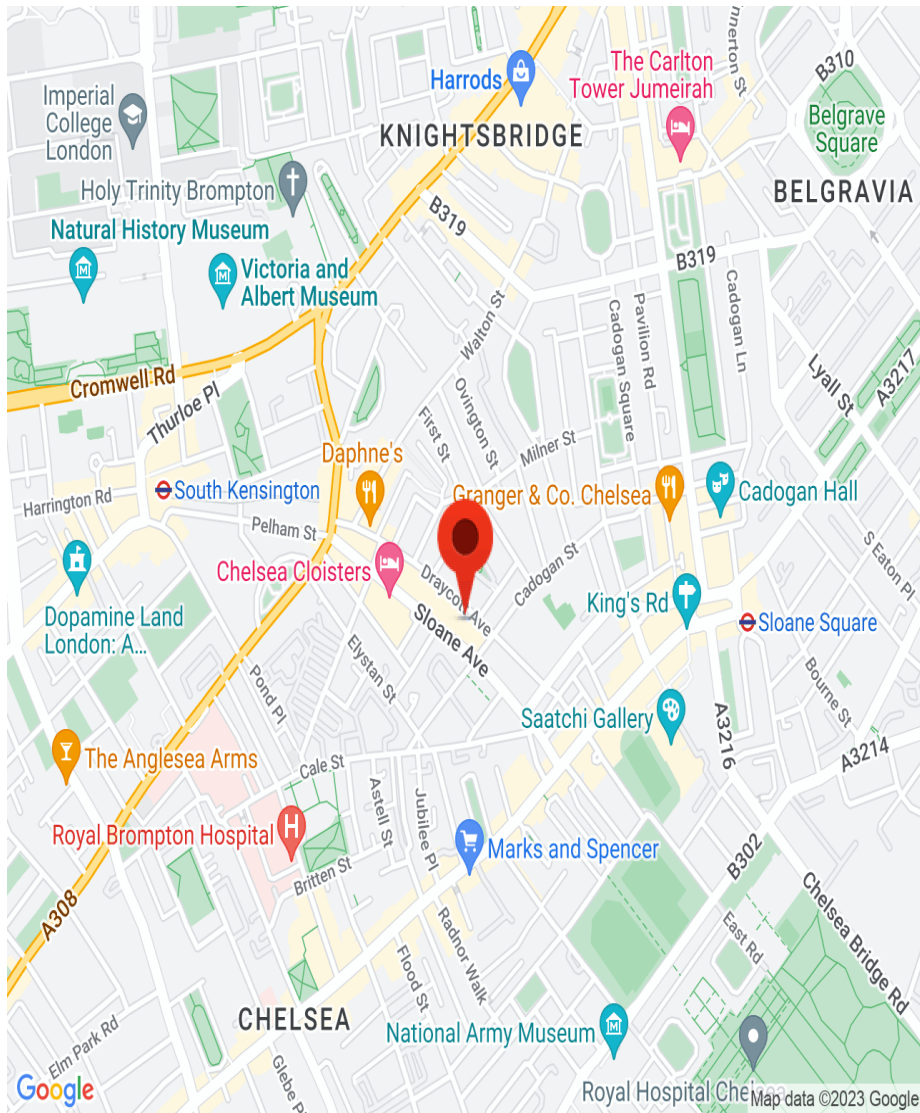 The Carlton
Tower Jumeirah
B310
Harrods
Imperial
College
London
KNIGHTSBRIDGE
Belgrave
Square
Holy Trinity Brompton
BELGRAVIA
B319
Natural History Museum
Victoria and
Albert Museum
B319
Walton St
Cadogan Square
Pavilion Rd
Cadogan Ln
Lyall St
A3217
Cromwell Rd
Thurloe Pl
Ovington St
First St
Milner St
Daphne's
Harrington Rd
South Kensington
Granger & Co. Chelsea
Cadogan Hall
Pelham St
S Eaton Pl
Chelsea Cloisters
Draycott Ave
Cadogan St
King's Rd
Sloane Square
Dopamine Land
London: A...
Sloane Ave
Elystan St
Pond Pl
Bourne St
Saatchi Gallery
A3216
A3214
The Anglesea Arms
Cale St
Astell St
Jubilee Pl
Royal Brompton Hospital
H
Marks and Spencer
B302
Britten St
Chelsea Bridge Rd
A308
Radnor Walk
East Rd
Flood St
CHELSEA
National Army Museum
Elm Park Rd
Glebe Pl
Google
Royal Hospital Chelsea
Map data ©2023 Google